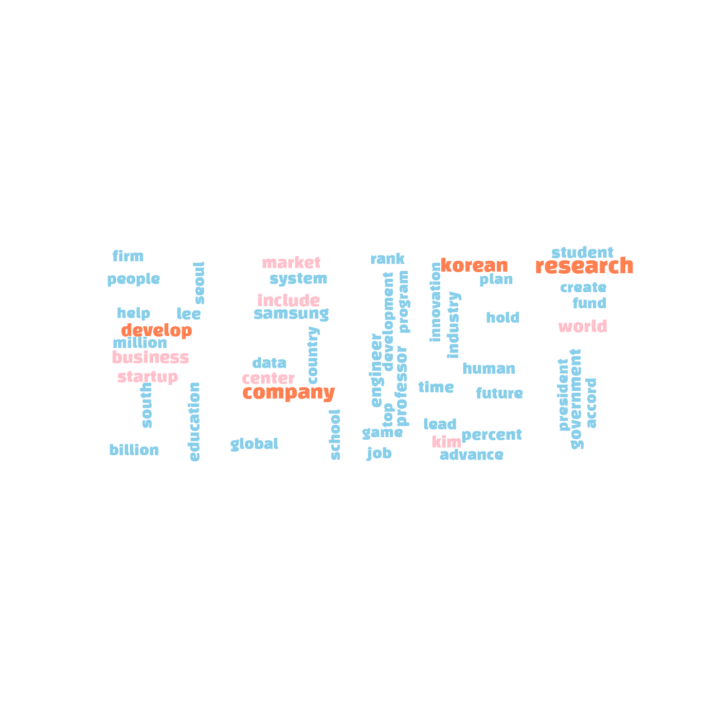 firm
people
seoul
help
lee
develop
million
business
startup
south
education
billion
market
system
include
samsung
country
data
center
company
school
global
rank
development
program
engineer
professor
top
game
job
korean
innovation
plan
industry
hold
human
time
future
lead
kim
percent
advance
student
research
create
fund
world
president
government
accord